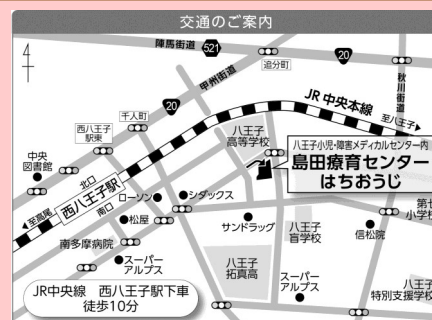 交通のご案内
陣馬街道
521
20
追分町
秋川街道
甲州街道
20
JR 中央本線
至八王子
千人町
西八王子
駅東
八王子
高等学校
八王子小児・障害メディカルセンター内
島田療育センター
はちおうじ
中央
図書館
北口
西八王子駅
南口
至高尾
ローソン
シダックス
松屋
サンドラッグ
八王子
盲学校
信松院
第七
小学校
南多摩病院
スーパー
アルプス
八王子
拓真高
スーパー
アルプス
八王子
特別支援学校
JR中央線 西八王子駅下車
徒歩10分